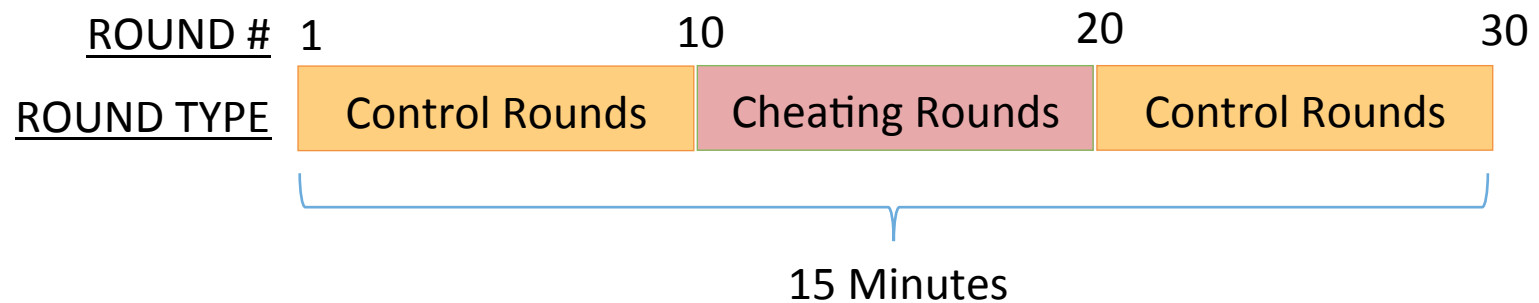 ROUND # 1 10 20 30
ROUND TYPE Control Rounds Cheating Rounds Control Rounds
15 Minutes